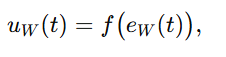 u_W(t) = f(e_W(t)),